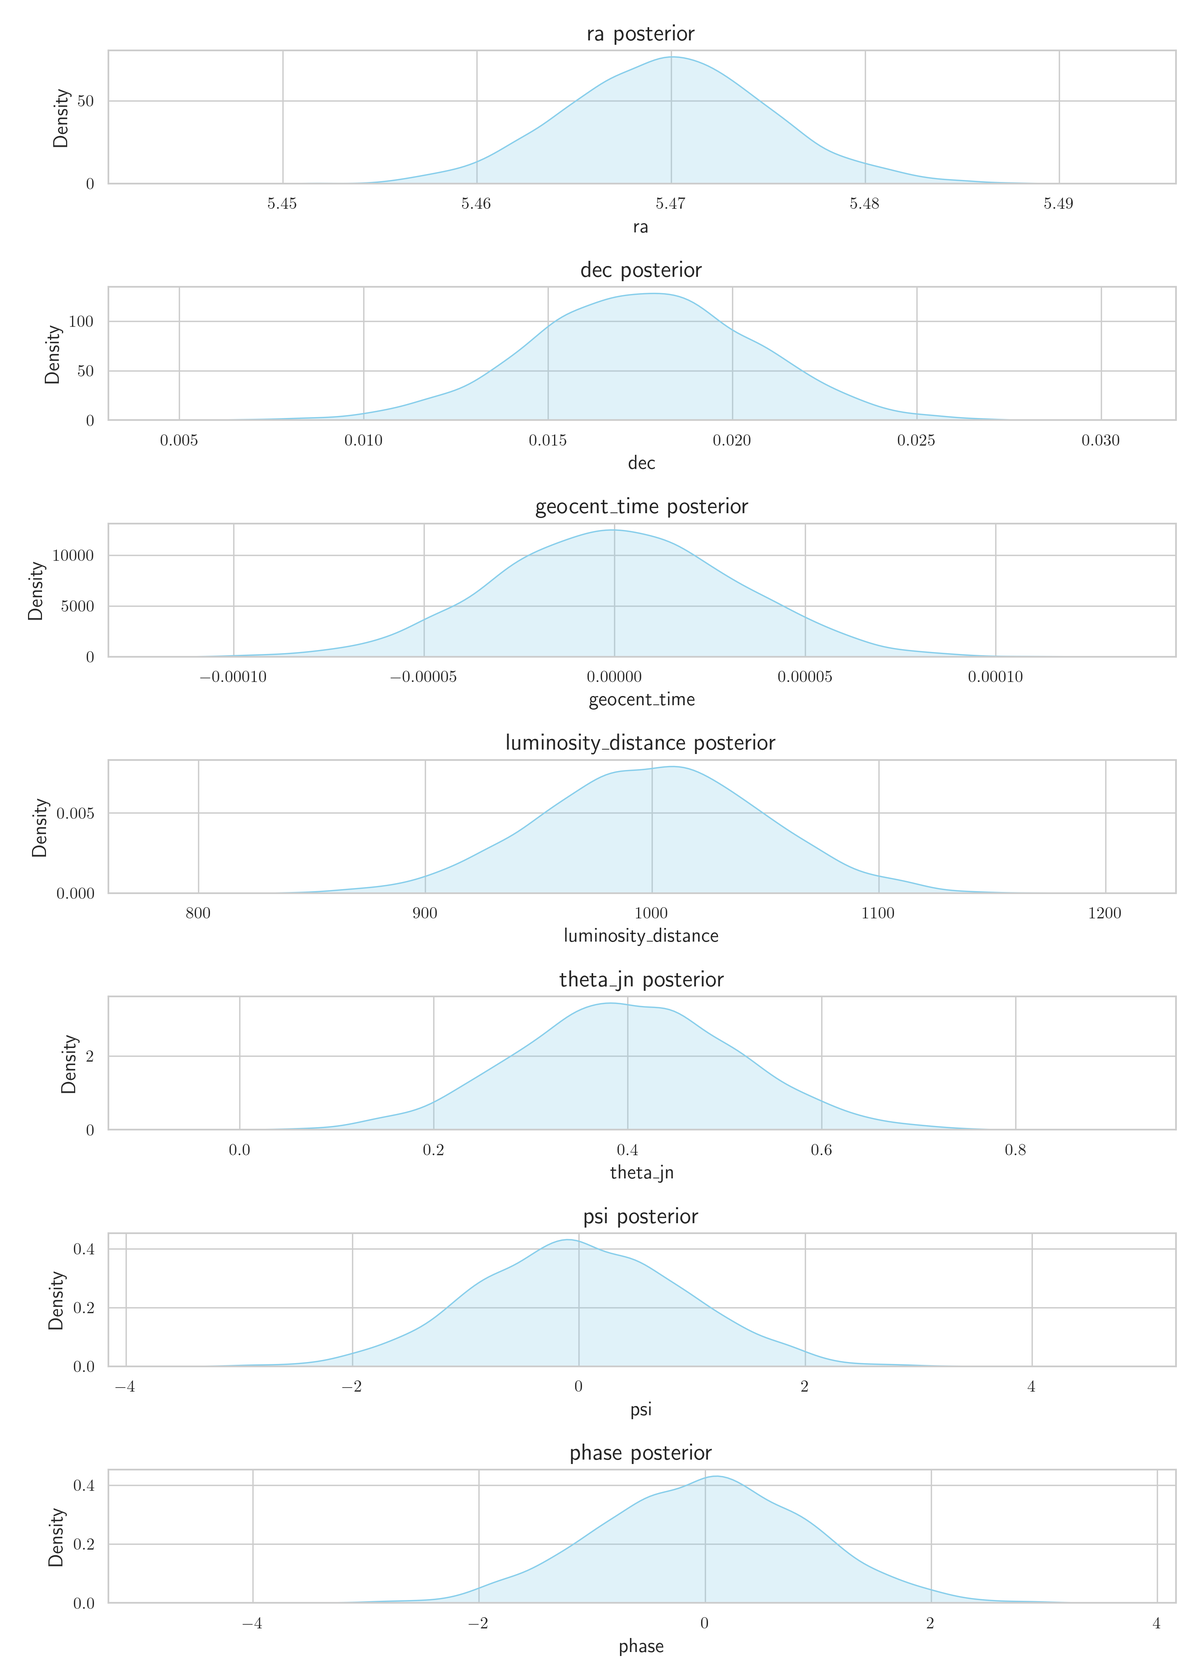 ra posterior
Density
50
0
5.45 5.46 5.47 5.48 5.49
ra
dec posterior
Density
100
50
0
0.005 0.010 0.015 0.020 0.025 0.030
dec
geocent_time posterior
Density
10000
5000
0
−0.00010 −0.00005 0.00000 0.00005 0.00010
geocent_time
luminosity_distance posterior
Density
0.005
0.000
800 900 1000 1100 1200
luminosity_distance
theta_jn posterior
Density
2
0
0.0 0.2 0.4 0.6 0.8
theta_jn
psi posterior
Density
0.4
0.2
0.0
−4 −2 0 2 4
psi
phase posterior
Density
0.4
0.2
0.0
−4 −2 0 2 4
phase